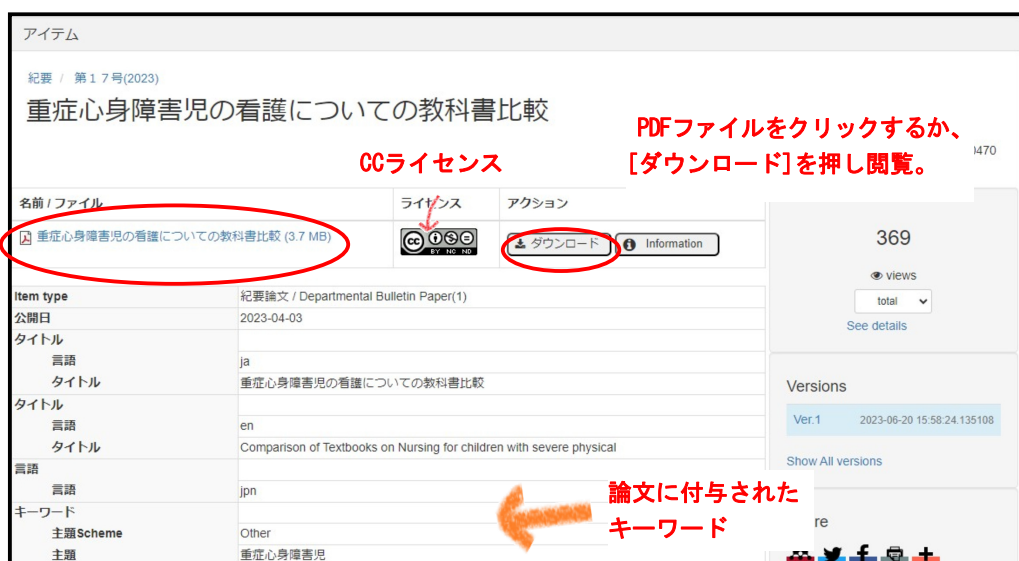 アイテム
紀要 / 第１７号(2023)
重症心身障害児の看護についての教科書比較
PDFファイルをクリックするか、
[ダウンロード]を押し閲覧。
CCライセンス
名前 / ファイル ライセンス アクション
重症心身障害児の看護についての教科書比較 (3.7 MB) cc BY NC ND ダウンロード Information
369
views
total
See details
Item type 紀要論文 / Departmental Bulletin Paper(1)
公開日 2023-04-03
タイトル
言語 ja
タイトル 重症心身障害児の看護についての教科書比較
タイトル
言語 en
タイトル Comparison of Textbooks on Nursing for children with severe physical
言語
言語 jpn
キーワード
主題Scheme Other
主題 重症心身障害児
Versions
Ver.1 2023-06-20 15:58:24.135108
Show All versions
論文に付与された
キーワード
re